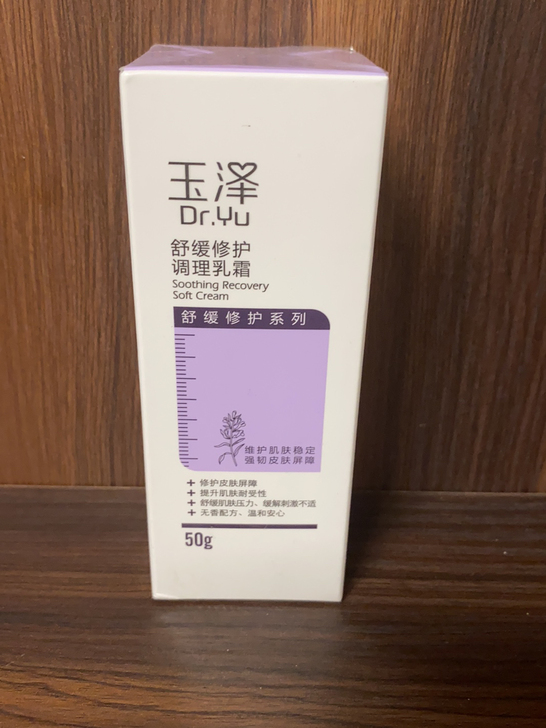 玉泽
Dr.Yu
舒缓修护
调理乳霜
Soothing Recovery
Soft Cream
舒缓修护系列
维护肌肤稳定
强韧皮肤屏障
+ 修护皮肤屏障
+ 提升肌肤耐受性
+ 舒缓肌肤压力、缓解刺激不适
+ 无香配方、温和安心
50g